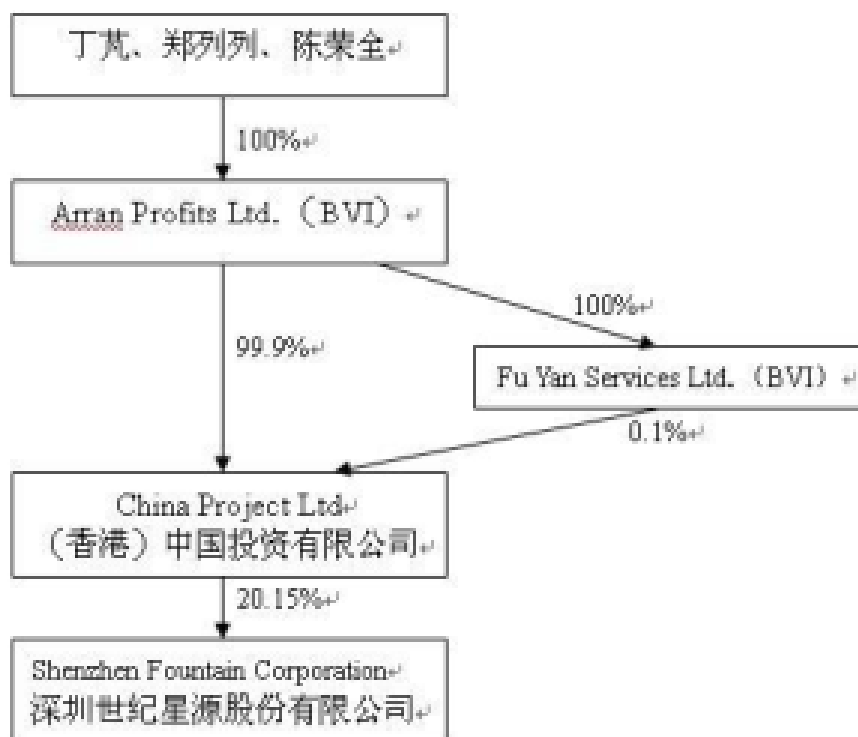 丁芃、郑列列、陈荣全
100%
Arran Profits Ltd.（BVI）
100%
99.9%
Fu Yan Services Ltd.（BVI）
0.1%
China Project Ltd
（香港）中国投资有限公司
20.15%
Shenzhen Fountain Corporation
深圳世纪星源股份有限公司